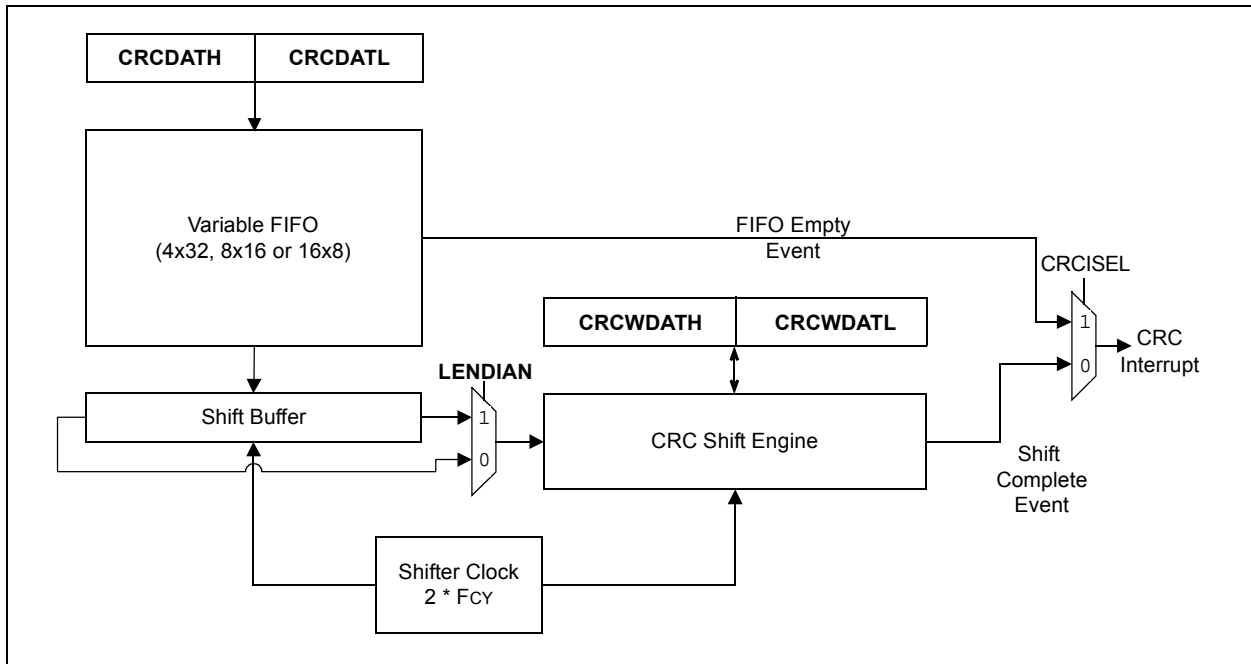 CRCDATH CRCDATL
Variable FIFO
(4x32, 8x16 or 16x8)
FIFO Empty
Event
CRCISEL
CRCWDATH CRCWDATL
1
0
CRC
Interrupt
LENDIAN
Shift Buffer
1
0
CRC Shift Engine
Shift
Complete
Event
Shifter Clock
2 * FCY